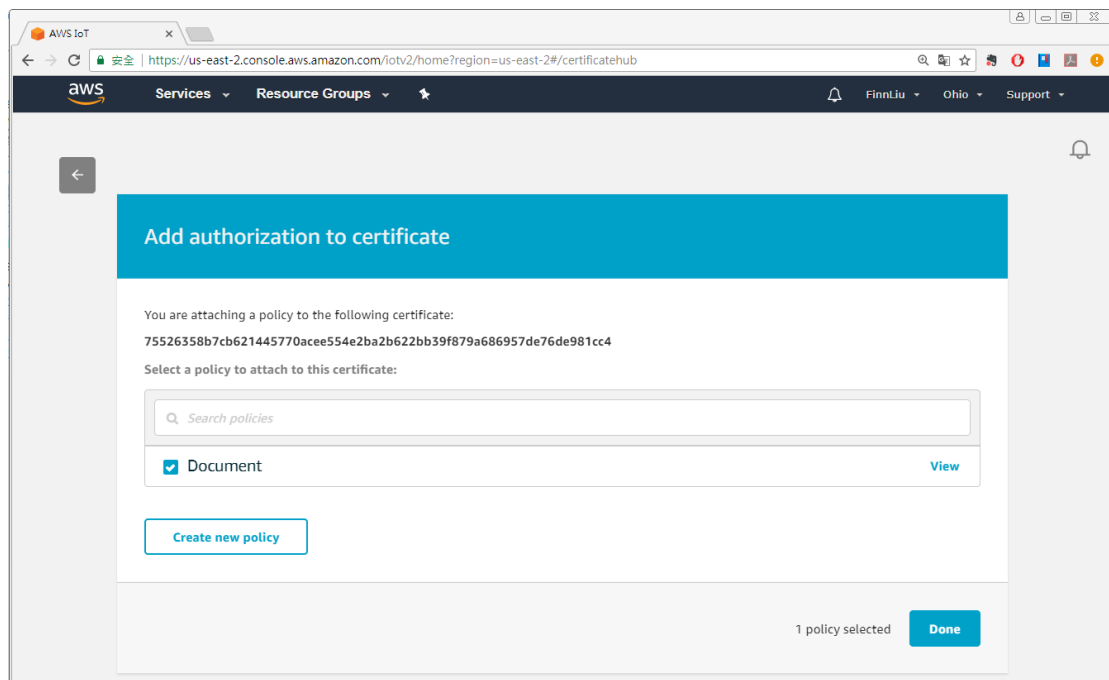 AWS IoT
安全 | https://us-east-2.console.aws.amazon.com/iotv2/home?region=us-east-2#/certificatehub
aws Services Resource Groups FinnLiu Ohio Support
Add authorization to certificate
You are attaching a policy to the following certificate:
75526358b7cb621445770acee554e2ba2b622bb39f879a686957de76de981cc4
Select a policy to attach to this certificate:
Search policies
Document View
Create new policy
1 policy selected Done